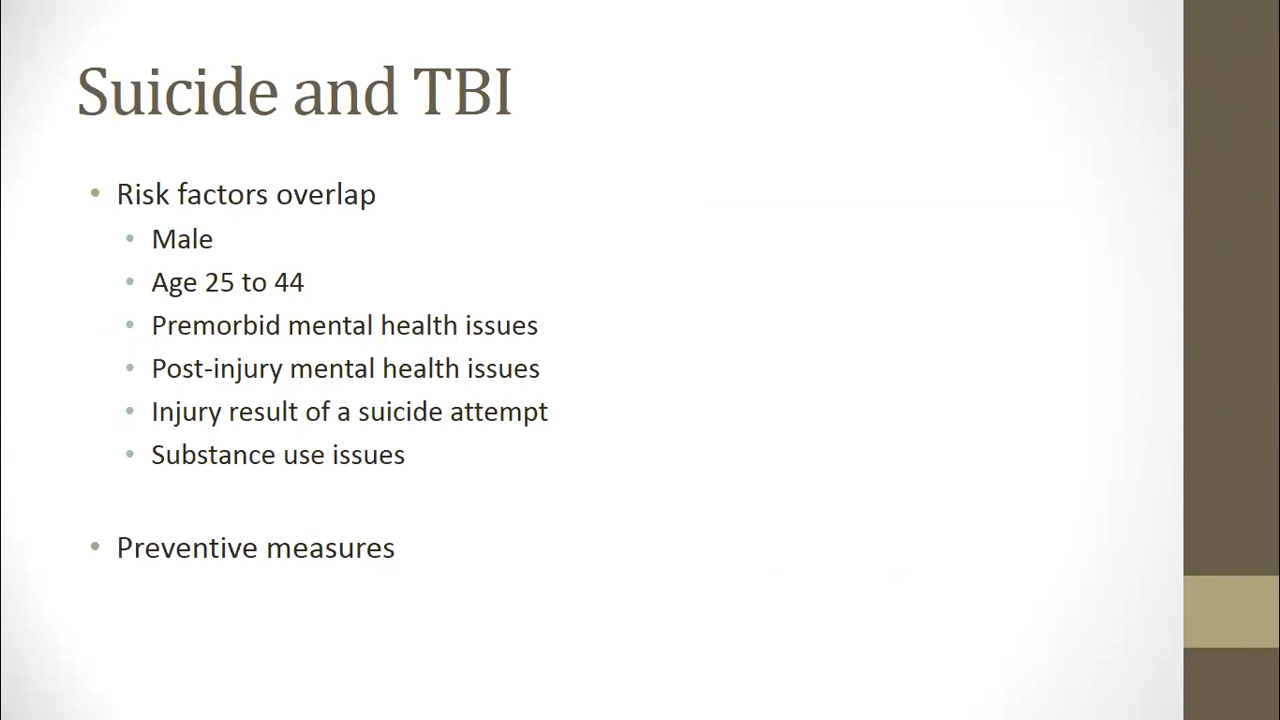 Suicide and TBI
• Risk factors overlap
• Male
• Age 25 to 44
• Premorbid mental health issues
• Post-injury mental health issues
• Injury result of a suicide attempt
• Substance use issues
• Preventive measures